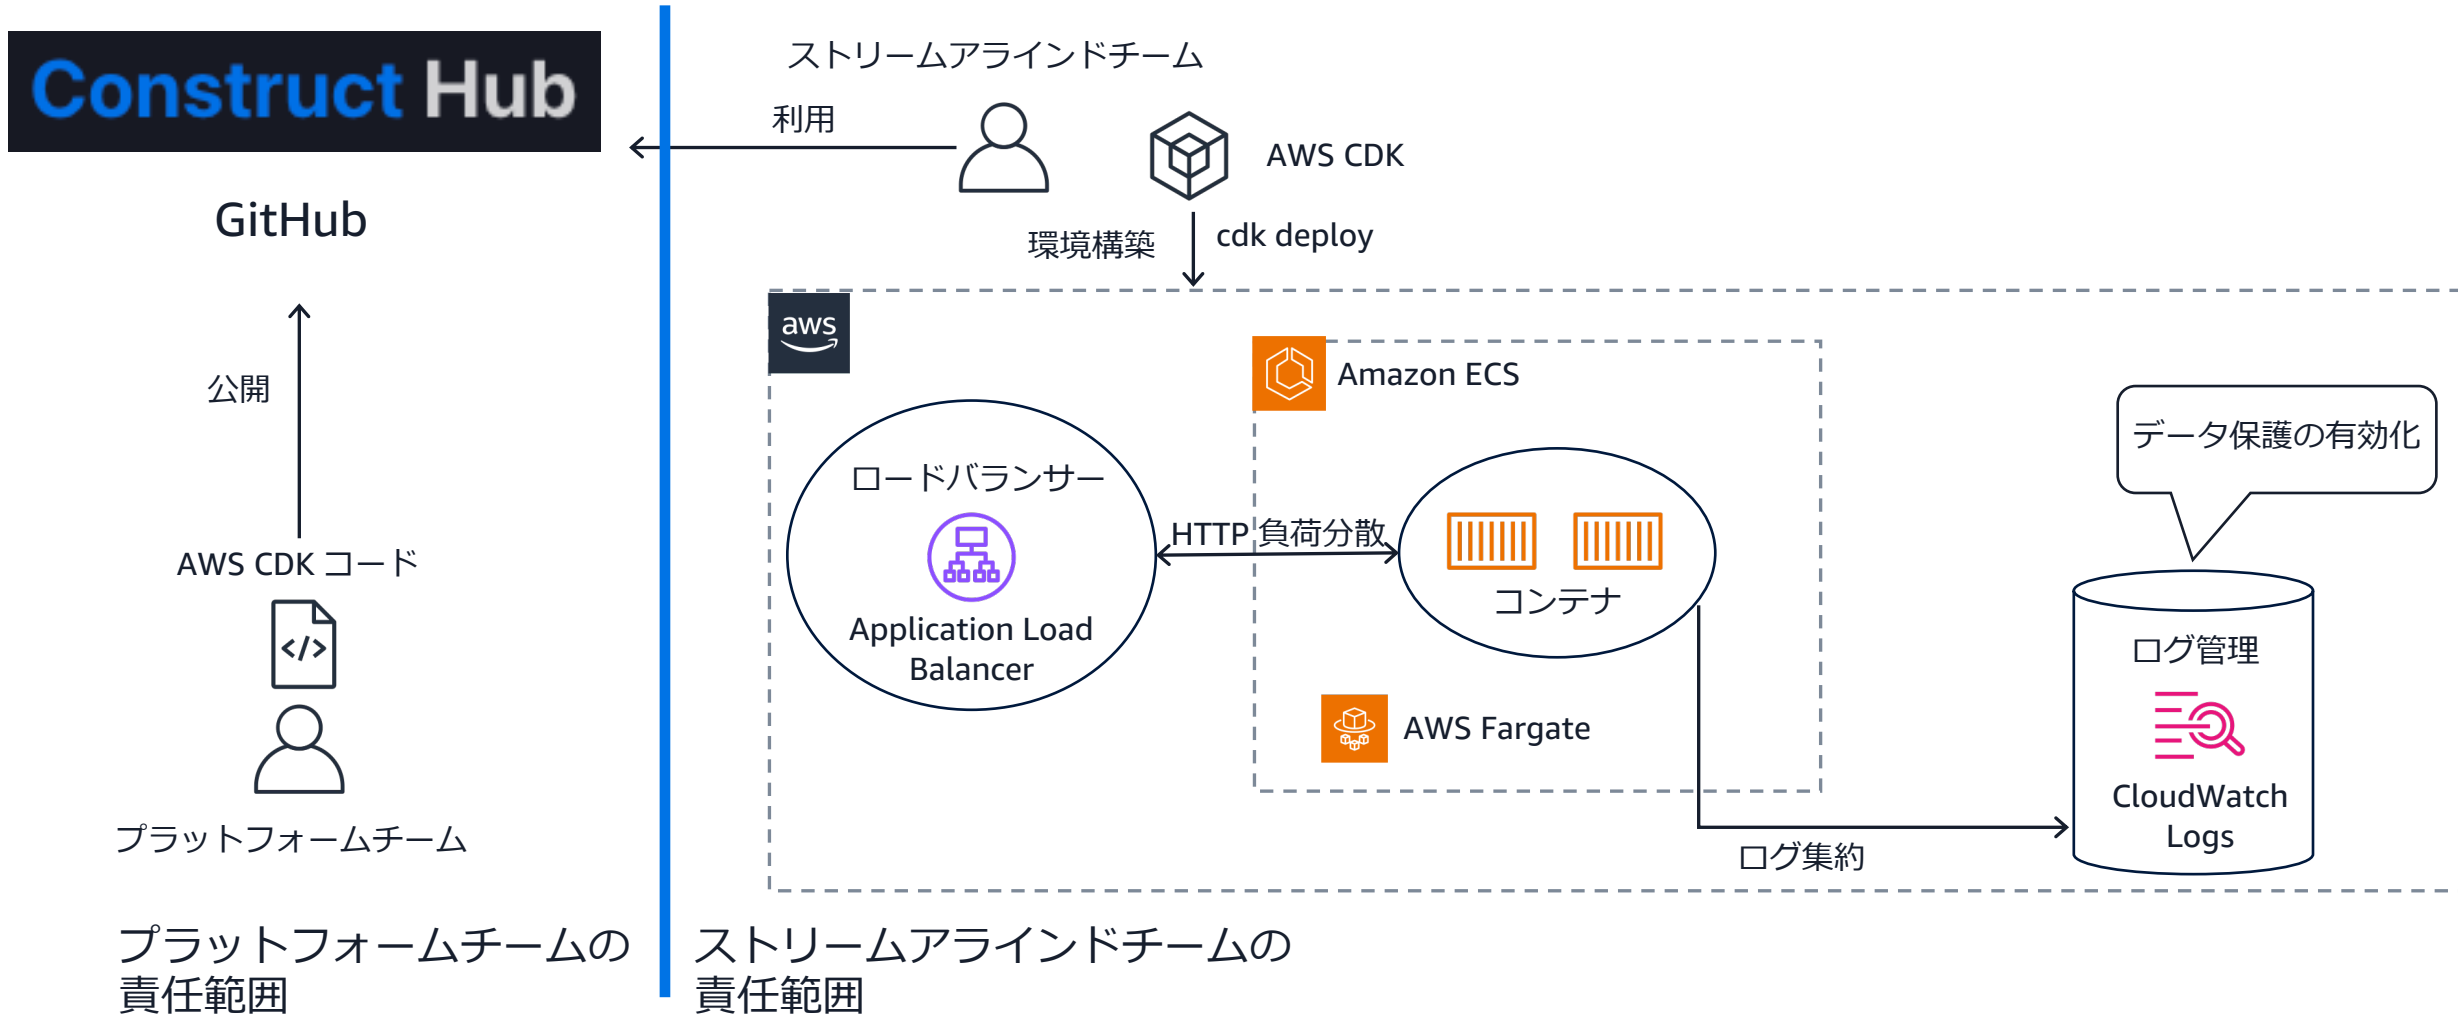 Construct Hub
GitHub
公開
AWS CDK コード
プラットフォームチーム
プラットフォームチームの
責任範囲
ストリームアラインドチーム
利用
AWS CDK
環境構築
cdk deploy
aws
Amazon ECS
ロードバランサー
Application Load
Balancer
HTTP 負荷分散
コンテナ
AWS Fargate
ログ集約
データ保護の有効化
ログ管理
CloudWatch
Logs
ストリームアラインドチームの
責任範囲